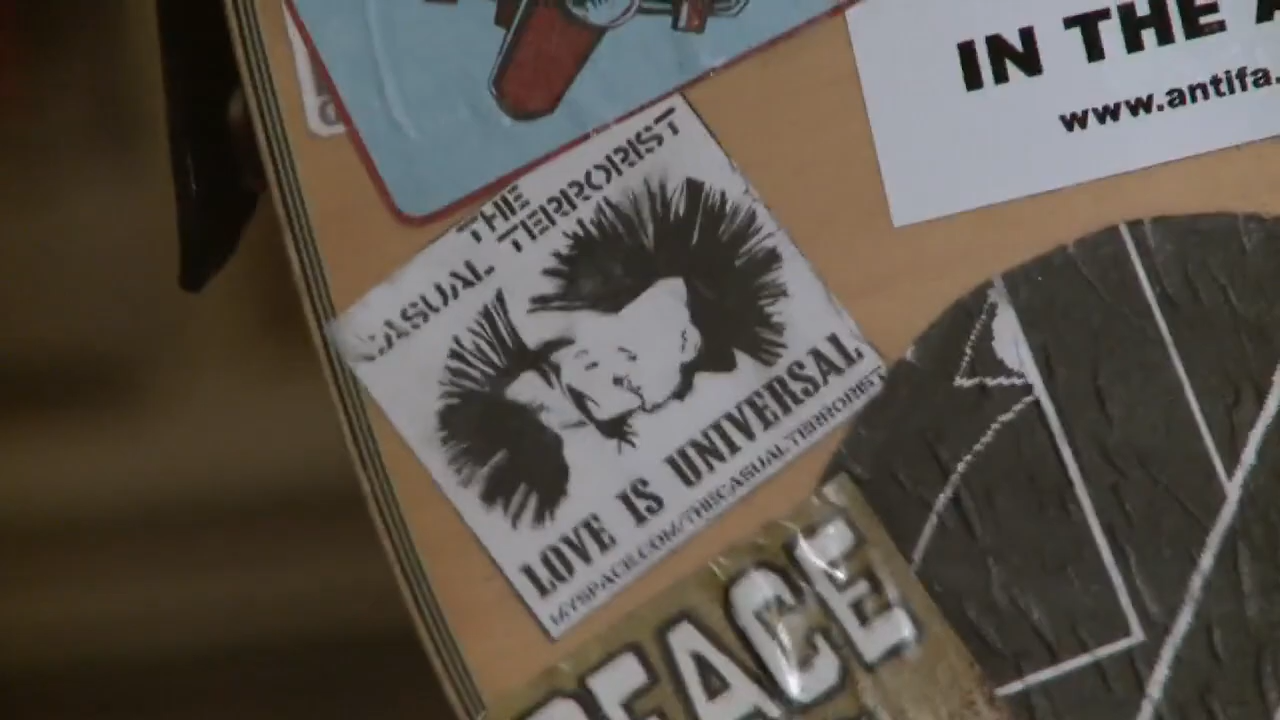 IN THE
www.antifa.
THE
CASUAL TERRORIST
LOVE IS UNIVERSAL
MYSPACE.COM/THECASUALTERRORIST
PEACE